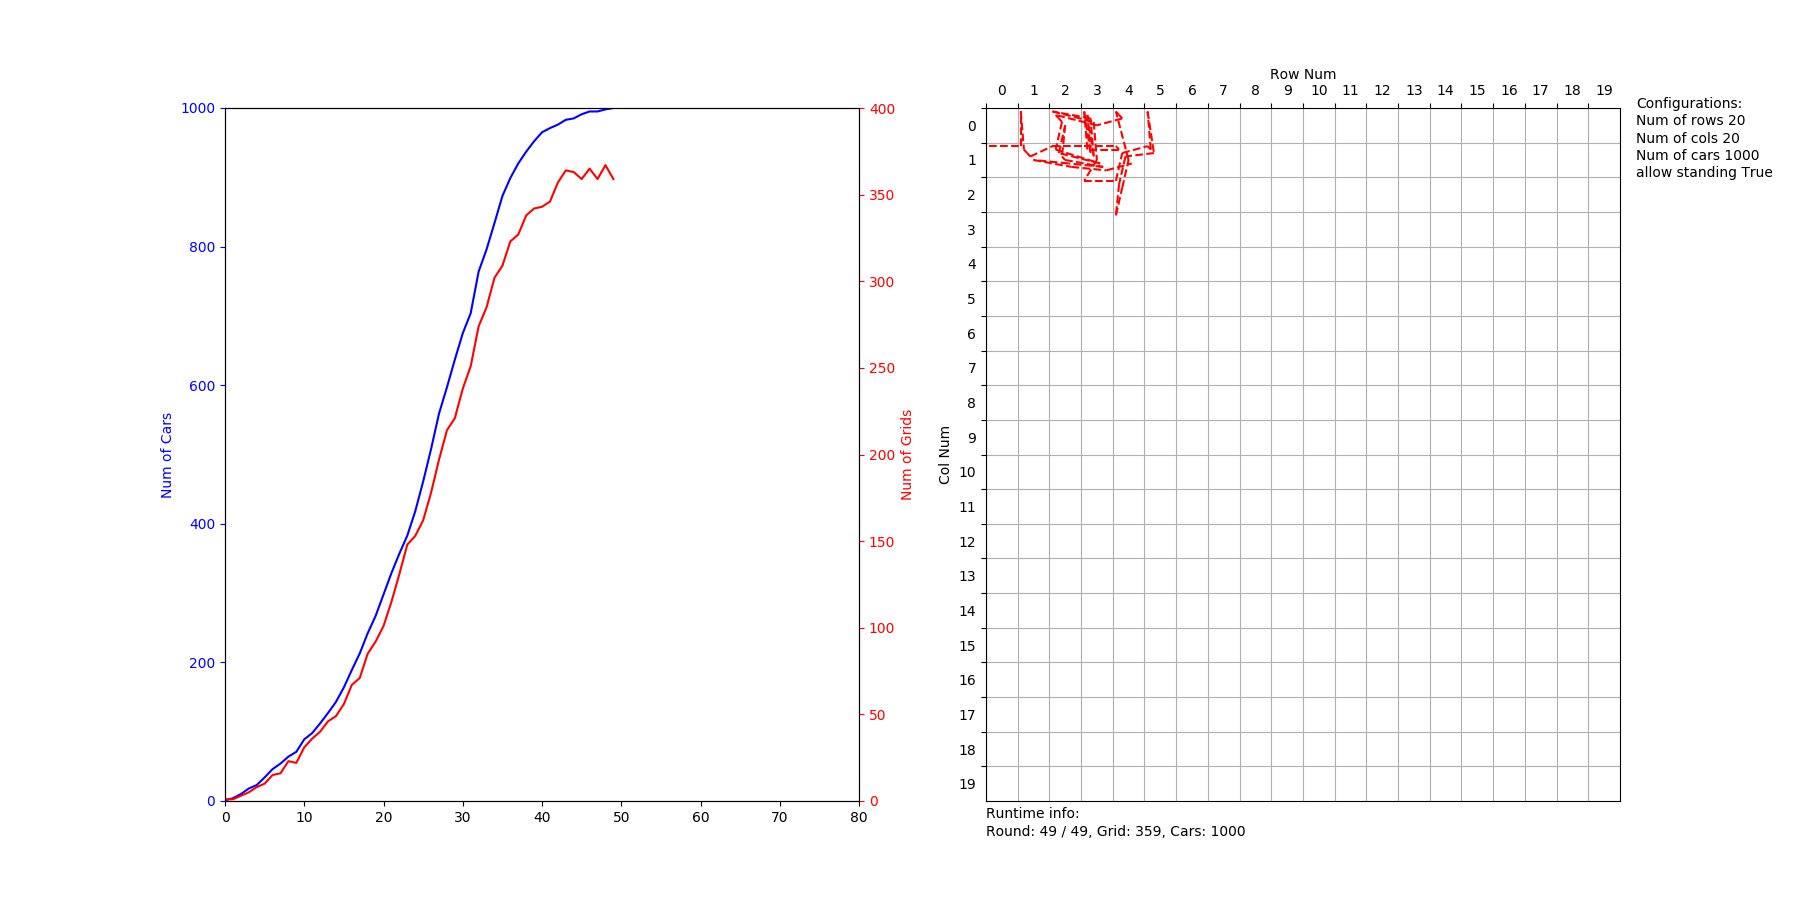 1000
800
600
400
200
0
Num of Cars
0 10 20 30 40 50 60 70 80
400
350
300
250
200
150
100
50
0
Num of Grids
Row Num
0 1 2 3 4 5 6 7 8 9 10 11 12 13 14 15 16 17 18 19
Col Num
0
1
2
3
4
5
6
7
8
9
10
11
12
13
14
15
16
17
18
19
Configurations:
Num of rows 20
Num of cols 20
Num of cars 1000
allow standing True
Runtime info:
Round: 49 / 49, Grid: 359, Cars: 1000